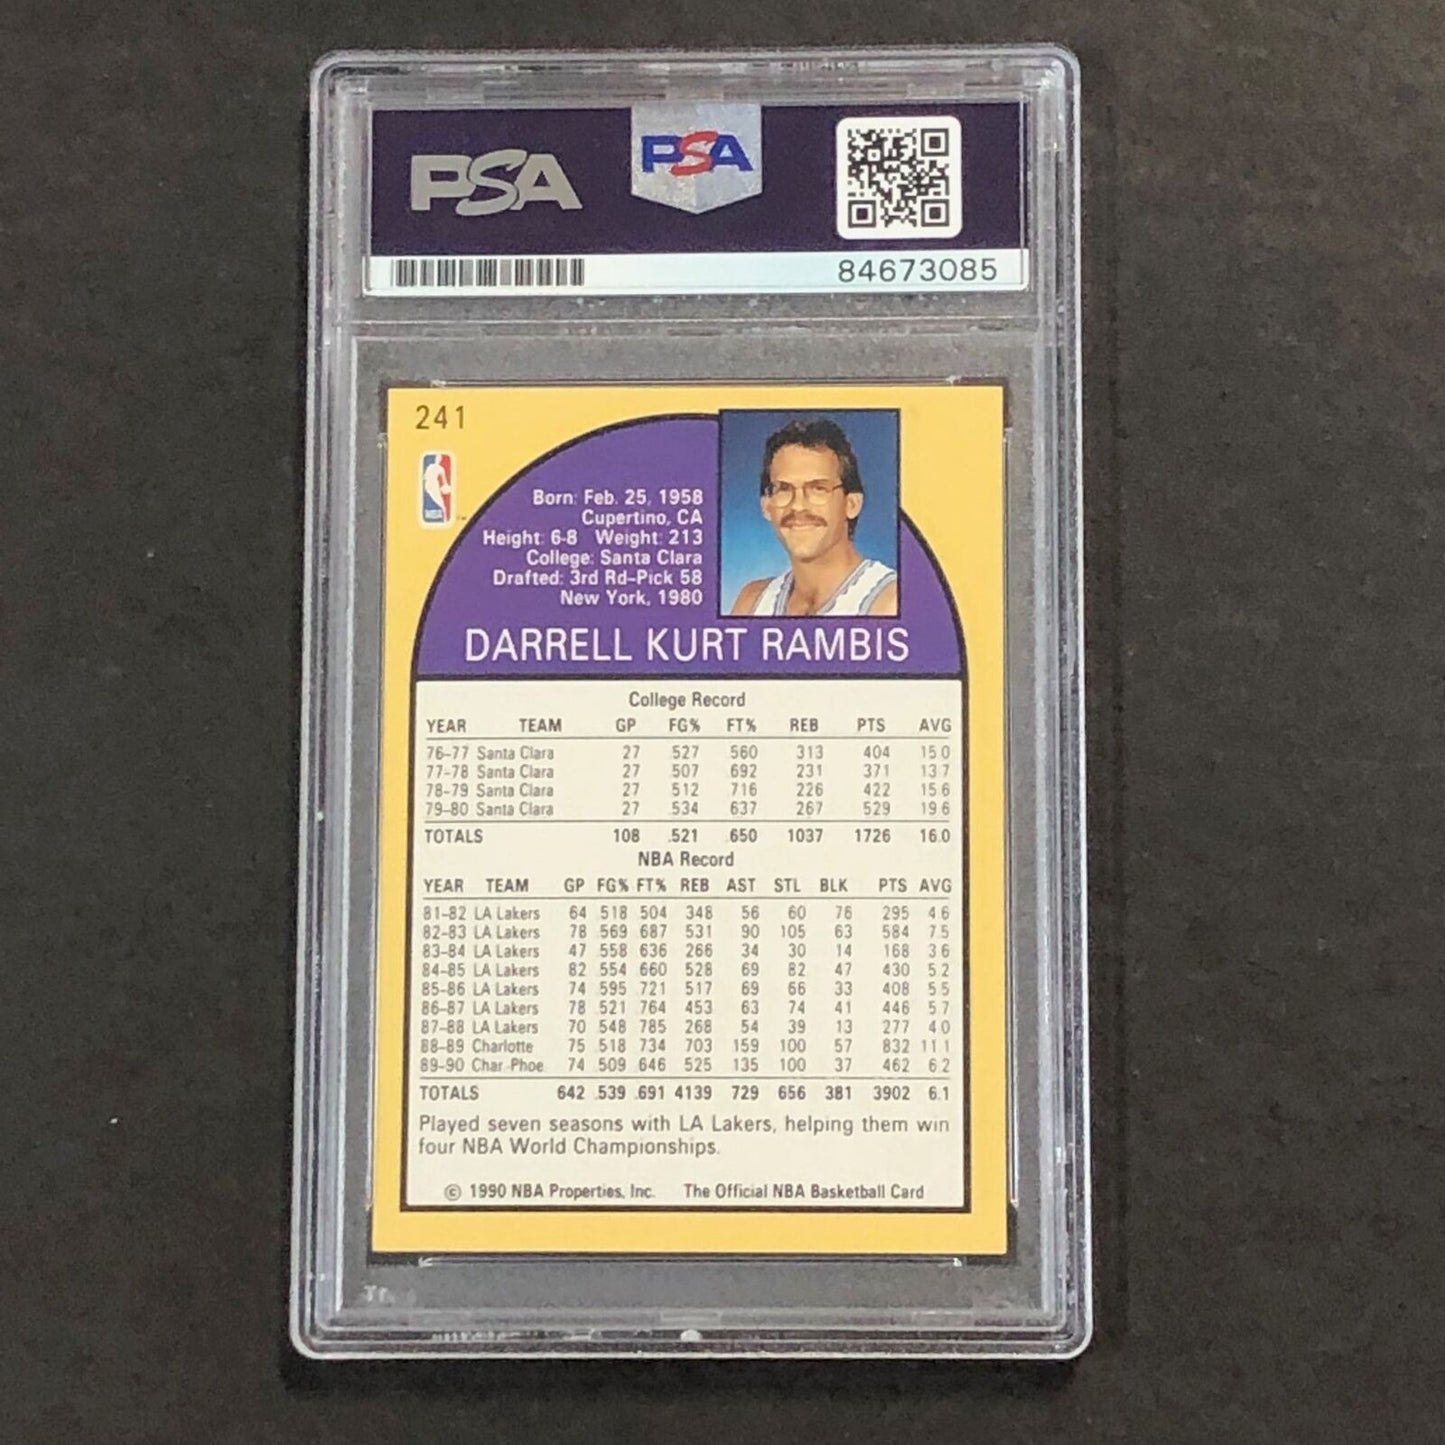 PSA
PSA
84673085
241
NBA
Born: Feb. 25, 1958
Cupertino, CA
Height: 6-8 Weight: 213
College: Santa Clara
Drafted: 3rd Rd-Pick 58
New York, 1980
DARRELL KURT RAMBIS
College Record
YEAR TEAM GP FG% FT% REB PTS AVG
76-77 Santa Clara 27 .527 .560 313 404 15.0
77-78 Santa Clara 27 .507 .692 231 371 13.7
78-79 Santa Clara 27 .512 .716 226 422 15.6
79-80 Santa Clara 27 .534 .637 267 529 19.6
TOTALS 108 .521 .650 1037 1726 16.0
NBA Record
YEAR TEAM GP FG% FT% REB AST STL BLK PTS AVG
81-82 LA Lakers 64 .518 .504 348 56 60 76 295 4.6
82-83 LA Lakers 78 .569 .687 531 90 105 63 584 7.5
83-84 LA Lakers 47 .558 .636 266 34 30 14 168 3.6
84-85 LA Lakers 82 .554 .660 528 69 82 47 430 5.2
85-86 LA Lakers 74 .595 .721 517 69 66 33 408 5.5
86-87 LA Lakers 78 .521 .764 453 63 74 41 446 5.7
87-88 LA Lakers 70 .548 .785 268 54 39 13 277 4.0
88-89 Charlotte 75 .518 .734 703 159 100 57 832 11.1
89-90 Char.-Phoe. 74 .509 .646 525 135 100 37 462 6.2
TOTALS 642 .539 .691 4139 729 656 381 3902 6.1
Played seven seasons with LA Lakers, helping them win
four NBA World Championships.
© 1990 NBA Properties, Inc. The Official NBA Basketball Card